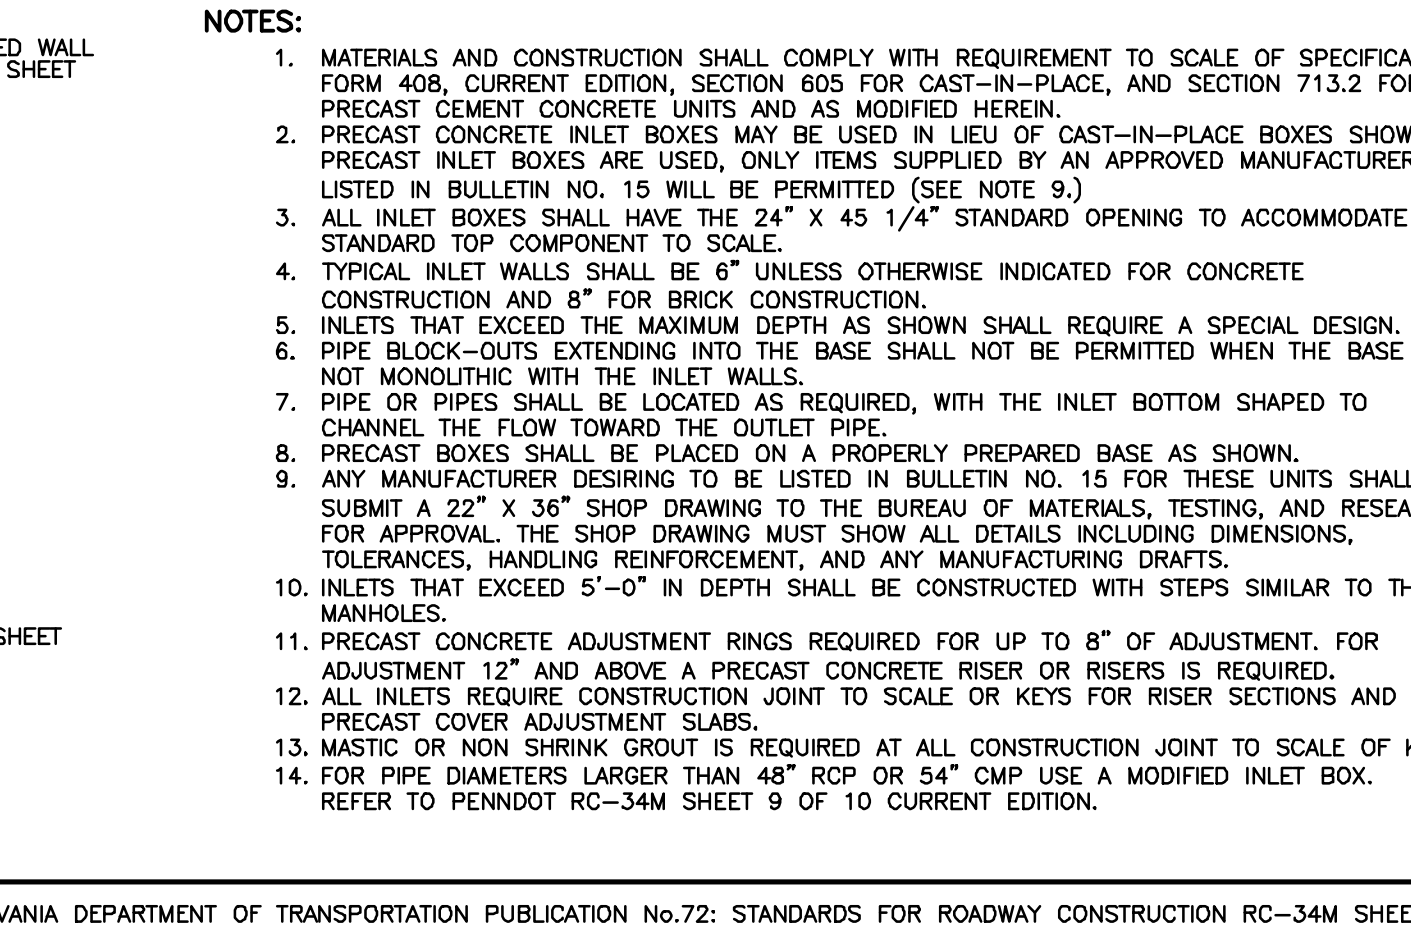 NOTES:
WALL
SHEET
1. MATERIALS AND CONSTRUCTION SHALL COMPLY WITH REQUIREMENT TO SCALE OF
FORM 408, CURRENT EDITION, SECTION 605 FOR CAST-IN-PLACE, AND SECTION 713.2
PRECAST CEMENT CONCRETE UNITS AND AS MODIFIED HEREIN.
2. PRECAST CONCRETE INLET BOXES MAY BE USED IN LIEU OF CAST-IN-PLACE BOXES
PRECAST INLET BOXES ARE USED, ONLY ITEMS SUPPLIED BY AN APPROVED MANUFACTURER
LISTED IN BULLETIN NO. 15 WILL BE PERMITTED (SEE NOTE 9.)
3. ALL INLET BOXES SHALL HAVE THE 24" X 45 1/4" STANDARD OPENING TO ACCOMMODATE
STANDARD TOP COMPONENT TO SCALE.
4. TYPICAL INLET WALLS SHALL BE 6" UNLESS OTHERWISE INDICATED FOR CONCRETE
CONSTRUCTION AND 8" FOR BRICK CONSTRUCTION.
5. INLETS THAT EXCEED THE MAXIMUM DEPTH AS SHOWN SHALL REQUIRE A SPECIAL DESIGN.
6. PIPE BLOCK-OUTS EXTENDING INTO THE BASE SHALL NOT BE PERMITTED WHEN THE BASE
NOT MONOLITHIC WITH THE INLET WALLS.
7. PIPE OR PIPES SHALL BE LOCATED AS REQUIRED, WITH THE INLET BOTTOM SHAPED TO
CHANNEL THE FLOW TOWARD THE OUTLET PIPE.
8. PRECAST BOXES SHALL BE PLACED ON A PROPERLY PREPARED BASE AS SHOWN.
9. ANY MANUFACTURER DESIRING TO BE LISTED IN BULLETIN NO. 15 FOR THESE UNITS SHALL
SUBMIT A 22" X 36" SHOP DRAWING TO THE BUREAU OF MATERIALS, TESTING, AND
FOR APPROVAL. THE SHOP DRAWING MUST SHOW ALL DETAILS INCLUDING DIMENSIONS,
TOLERANCES, HANDLING REINFORCEMENT, AND ANY MANUFACTURING DRAFTS.
10. INLETS THAT EXCEED 5'-0" IN DEPTH SHALL BE CONSTRUCTED WITH STEPS SIMILAR TO
MANHOLES.
SHEET
11. PRECAST CONCRETE ADJUSTMENT RINGS REQUIRED FOR UP TO 8" OF ADJUSTMENT. FOR
ADJUSTMENT 12" AND ABOVE A PRECAST CONCRETE RISER OR RISERS IS REQUIRED.
12. ALL INLETS REQUIRE CONSTRUCTION JOINT TO SCALE OR KEYS FOR RISER SECTIONS AND
PRECAST COVER ADJUSTMENT SLABS.
13. MASTIC OR NON SHRINK GROUT IS REQUIRED AT ALL CONSTRUCTION JOINT TO SCALE OF
14. FOR PIPE DIAMETERS LARGER THAN 48" RCP OR 54" CMP USE A MODIFIED INLET BOX.
REFER TO PENNDOT RC-34M SHEET 9 OF 10 CURRENT EDITION.
DEPARTMENT OF TRANSPORTATION PUBLICATION No.72: STANDARDS FOR ROADWAY CONSTRUCTION RC-34M